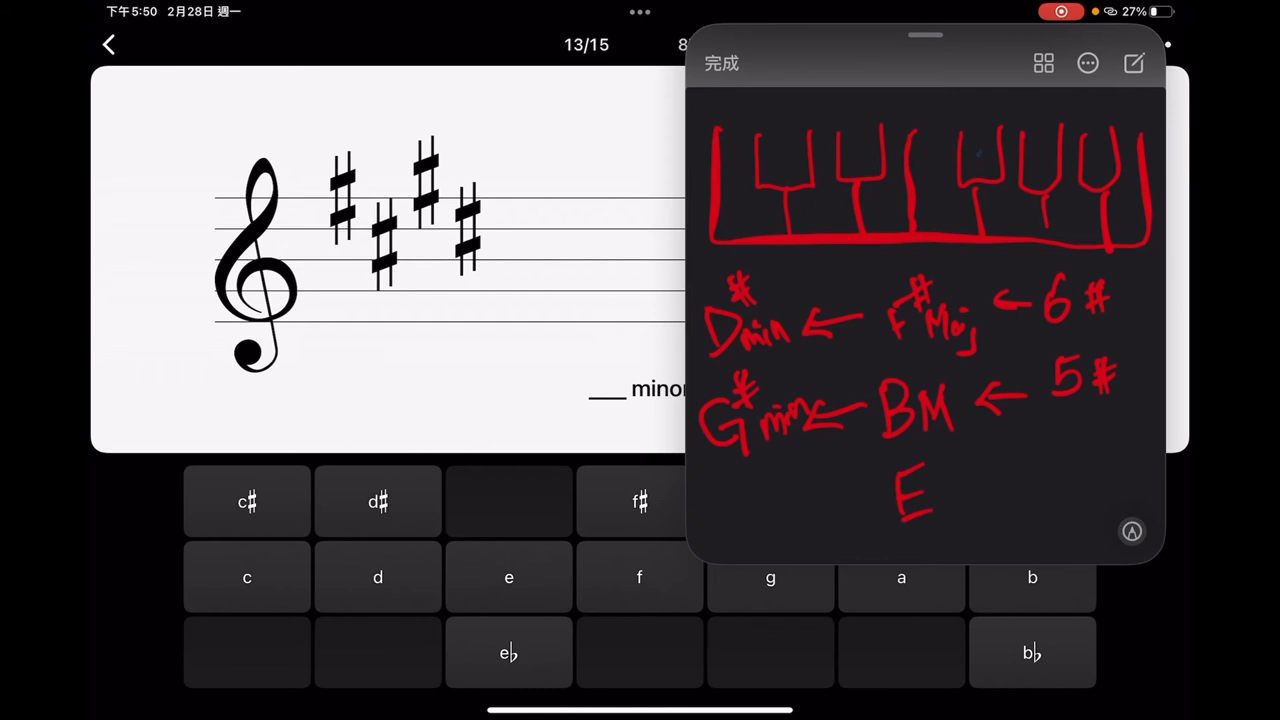 下午5:50 2月28日 週一
27%
13/15
8
完成
D# min ← F# Maj ← 6#
G# min ← BM ← 5#
E
___ minor
c♯ d♯ f♯
c d e f g a b
e♭ b♭